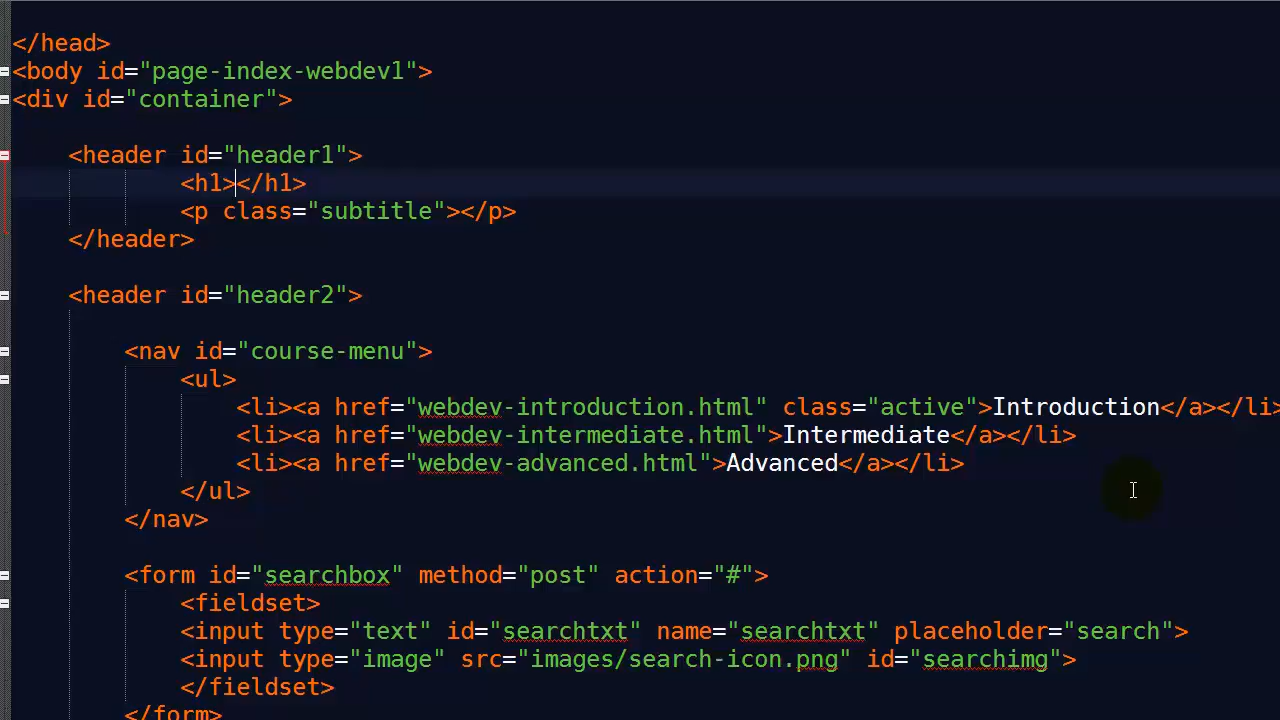 </head>
<body id="page-index-webdev1">
<div id="container">
<header id="header1">
<h1></h1>
<p class="subtitle"></p>
</header>
<header id="header2">
<nav id="course-menu">
<ul>
<li><a href="webdev-introduction.html" class="active">Introduction</a></li>
<li><a href="webdev-intermediate.html">Intermediate</a></li>
<li><a href="webdev-advanced.html">Advanced</a></li>
</ul>
</nav>
<form id="searchbox" method="post" action="#">
<fieldset>
<input type="text" id="searchtxt" name="searchtxt" placeholder="search">
<input type="image" src="images/search-icon.png" id="searchimg">
</fieldset>
</form>